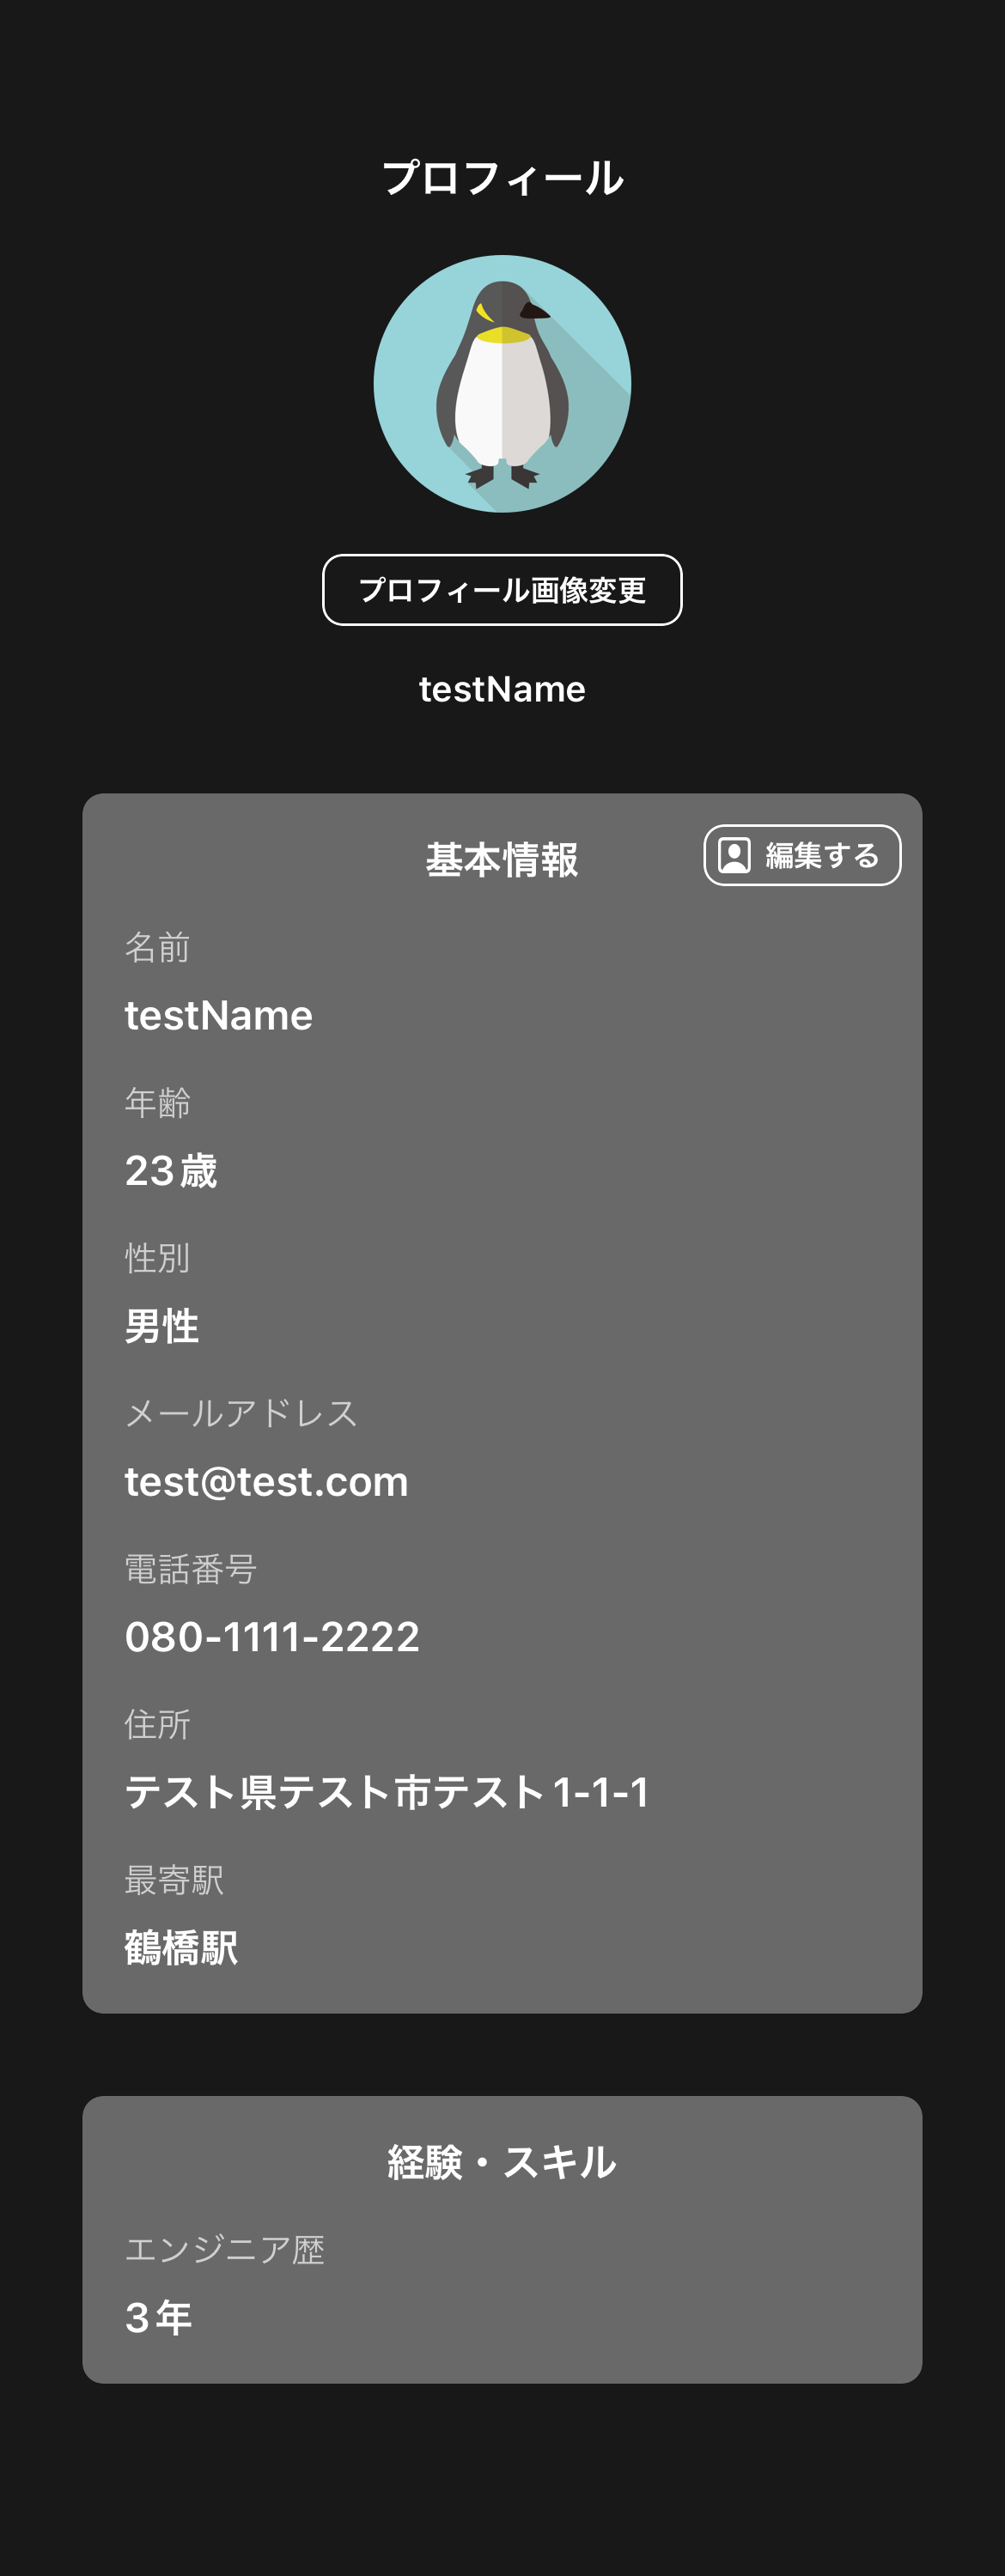 プロフィール
プロフィール画像変更
testName
基本情報
編集する
名前
testName
年齢
23歳
性別
男性
メールアドレス
test@test.com
電話番号
080-1111-2222
住所
テスト県テスト市テスト1-1-1
最寄駅
鶴橋駅
経験・スキル
エンジニア歴
3年